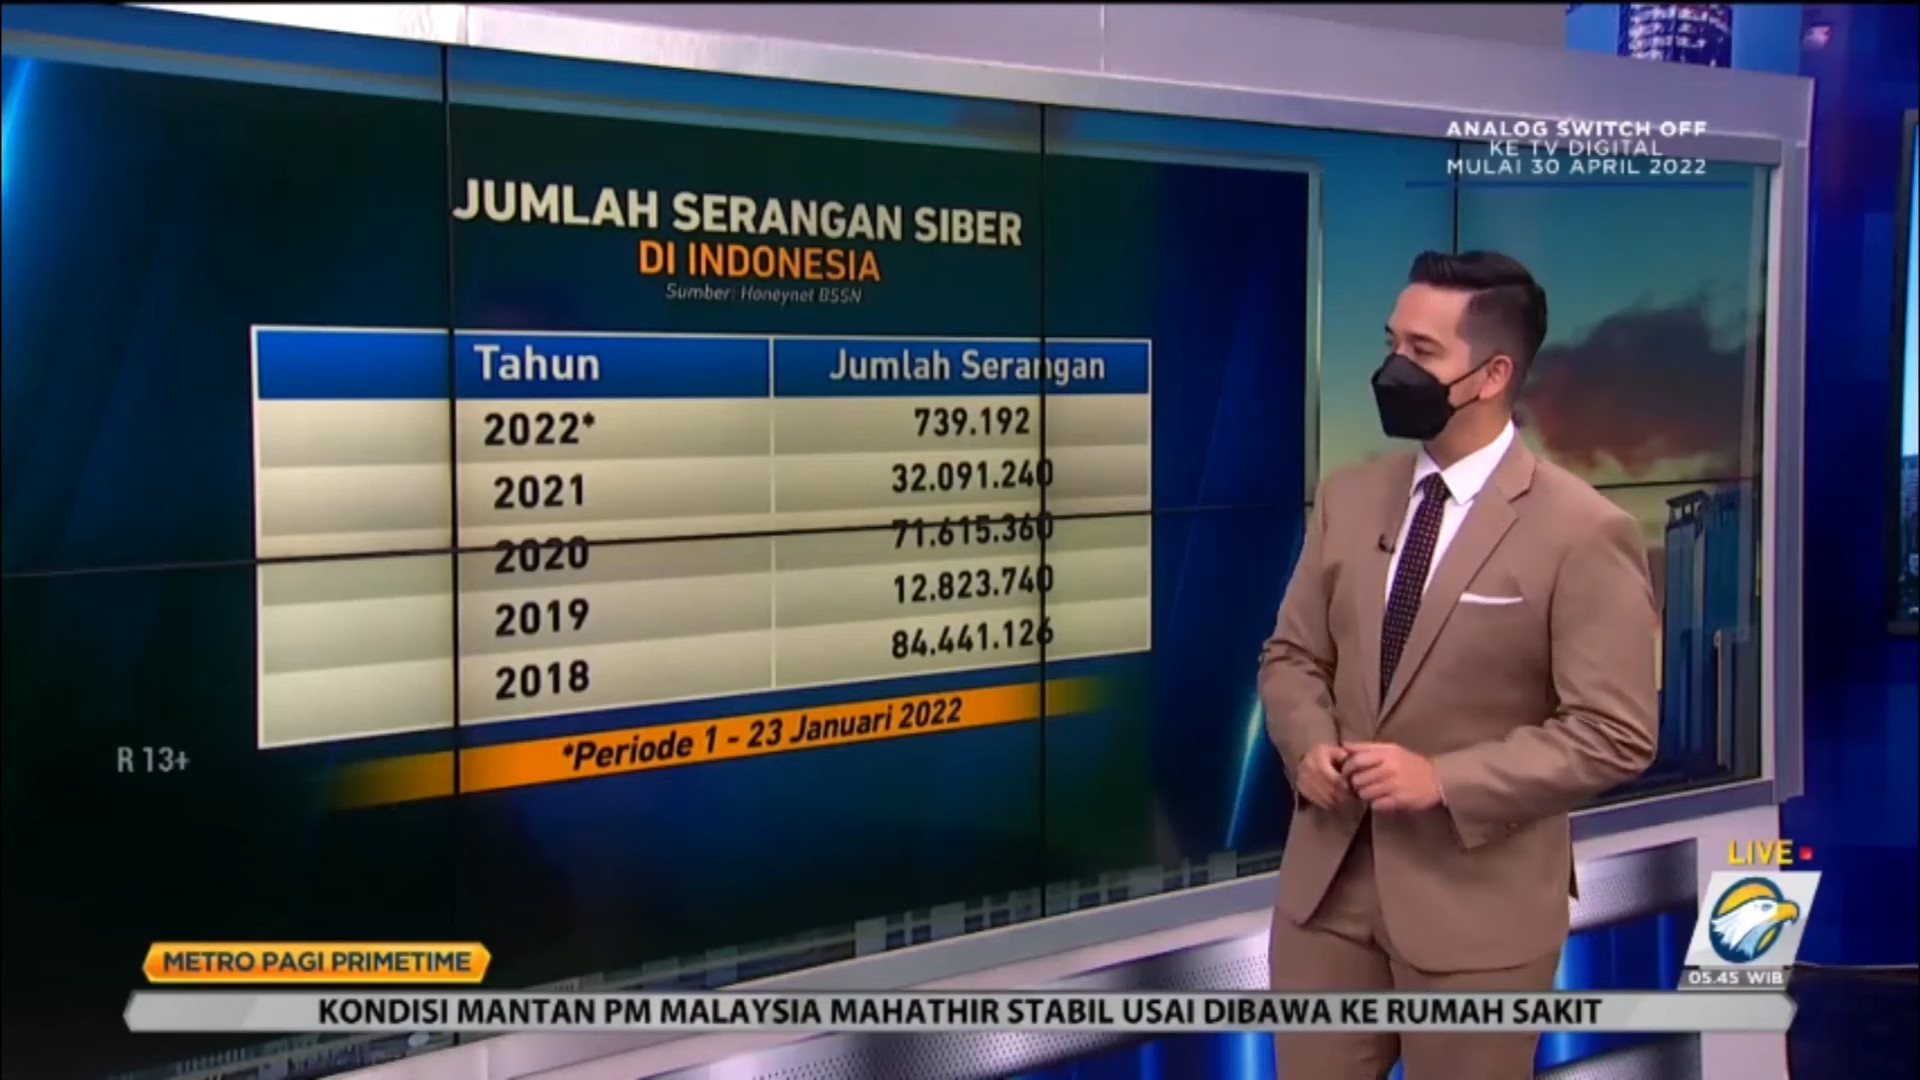 ANALOG SWITCH OFF
KE TV DIGITAL
MULAI 30 APRIL 2022
JUMLAH SERANGAN SIBER
DI INDONESIA
Sumber: Honeynet BSSN
Tahun Jumlah Serangan
2022* 739.192
2021 32.091.240
2020 71.615.360
2019 12.823.740
2018 84.441.126
*Periode 1 - 23 Januari 2022
R 13+
LIVE
05.45 WIB
METRO PAGI PRIMETIME
KONDISI MANTAN PM MALAYSIA MAHATHIR STABIL USAI DIBAWA KE RUMAH SAKIT